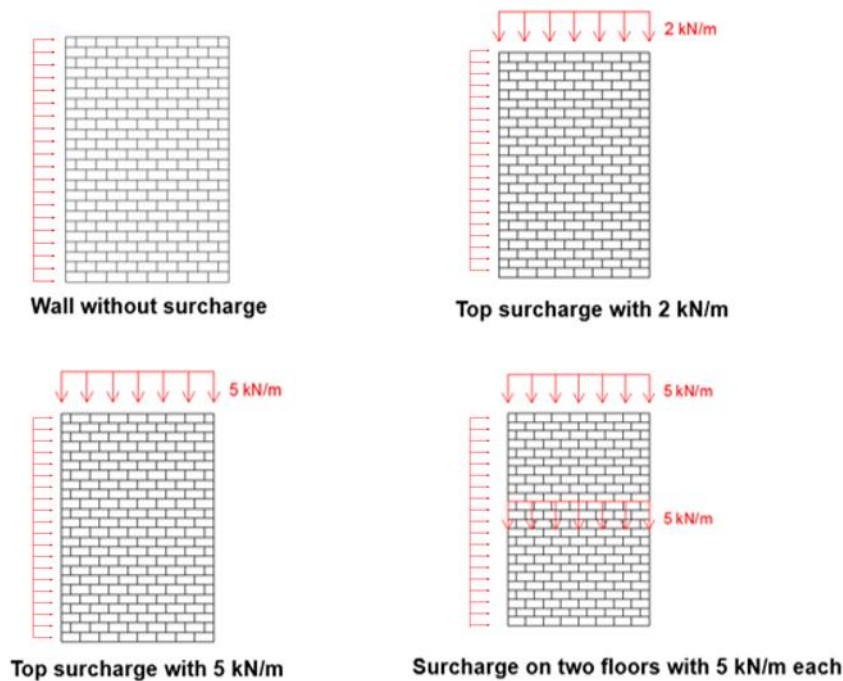 2 kN/m
Wall without surcharge
Top surcharge with 2 kN/m
5 kN/m
5 kN/m
5 kN/m
Top surcharge with 5 kN/m
Surcharge on two floors with 5 kN/m each